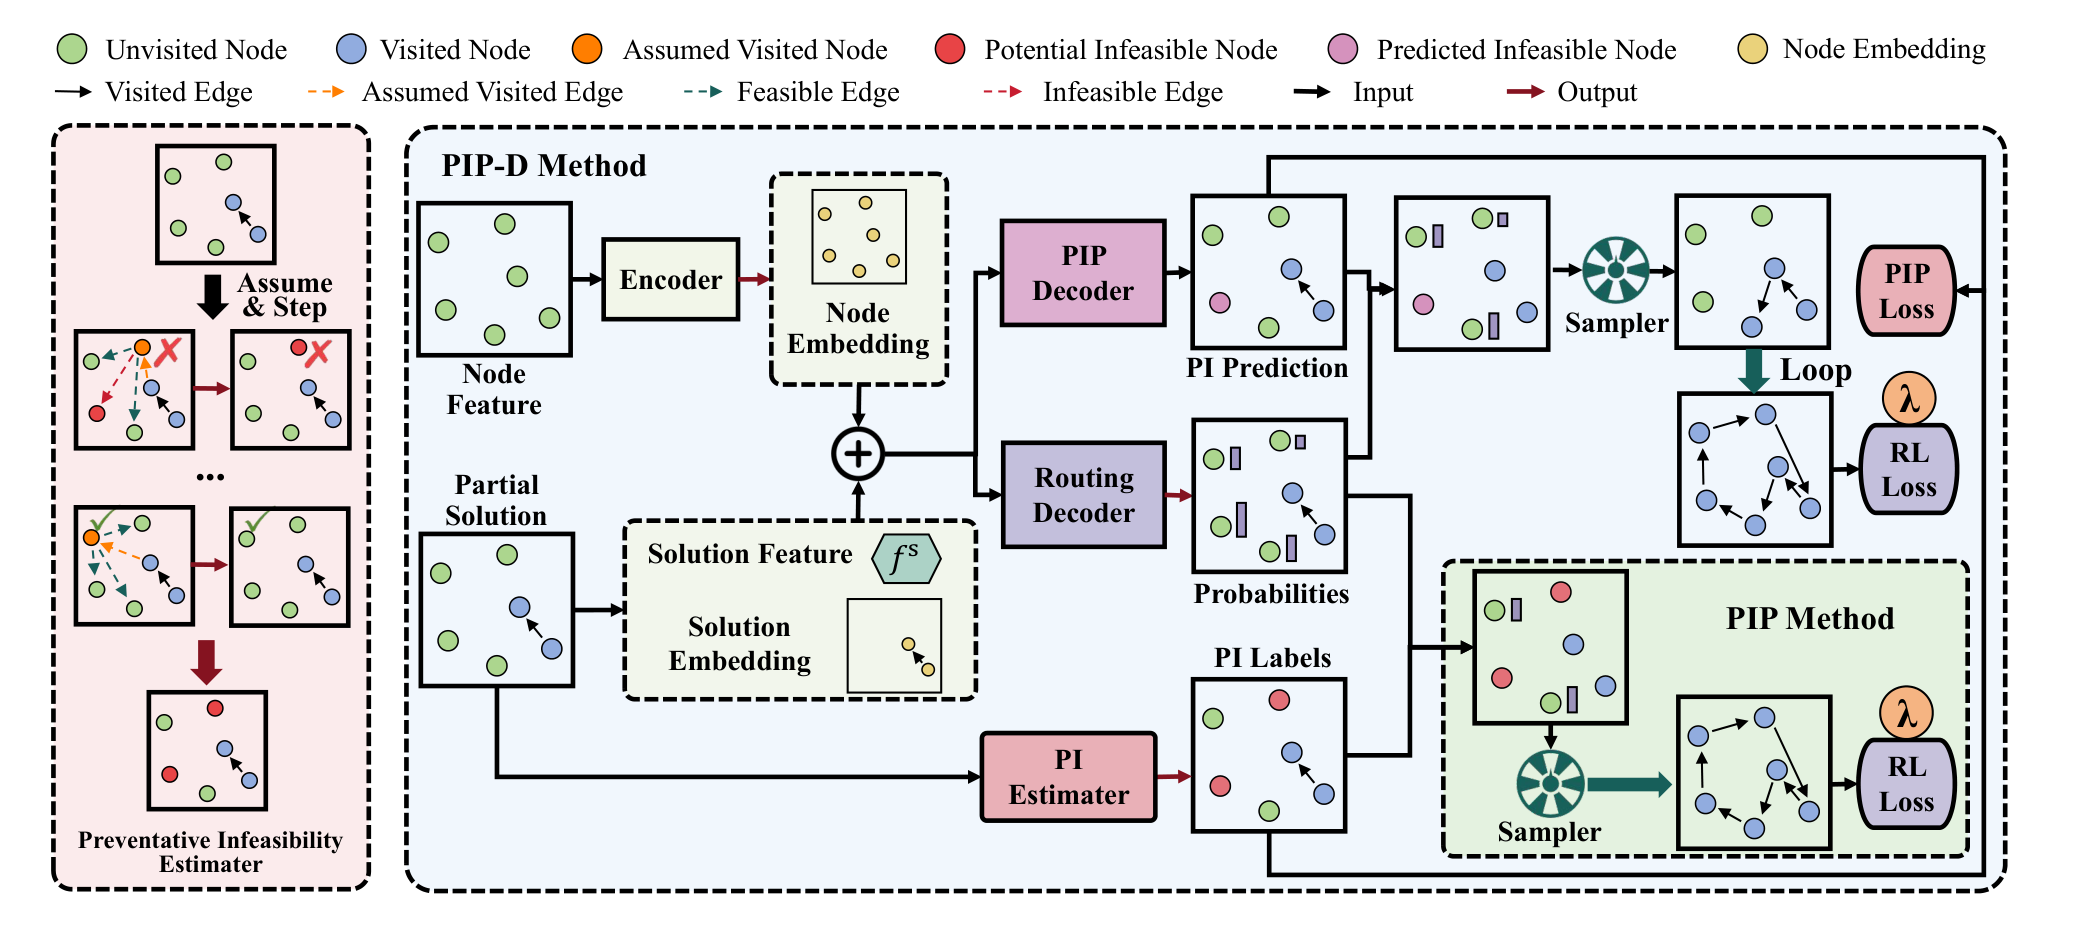 Unvisited Node
Visited Node
Assumed Visited Node
Potential Infeasible Node
Predicted Infeasible Node
Node Embedding
Visited Edge
Assumed Visited Edge
Feasible Edge
Infeasible Edge
Input
Output
Assume
& Step
...
Preventative Infeasibility
Estimater
PIP-D Method
Node
Feature
Encoder
Node
Embedding
Partial
Solution
Solution Feature
fˢ
Solution
Embedding
PIP
Decoder
Routing
Decoder
PI
Estimater
PI Prediction
Probabilities
PI Labels
Sampler
Loop
PIP
Loss
λ
RL
Loss
PIP Method
Sampler
λ
RL
Loss